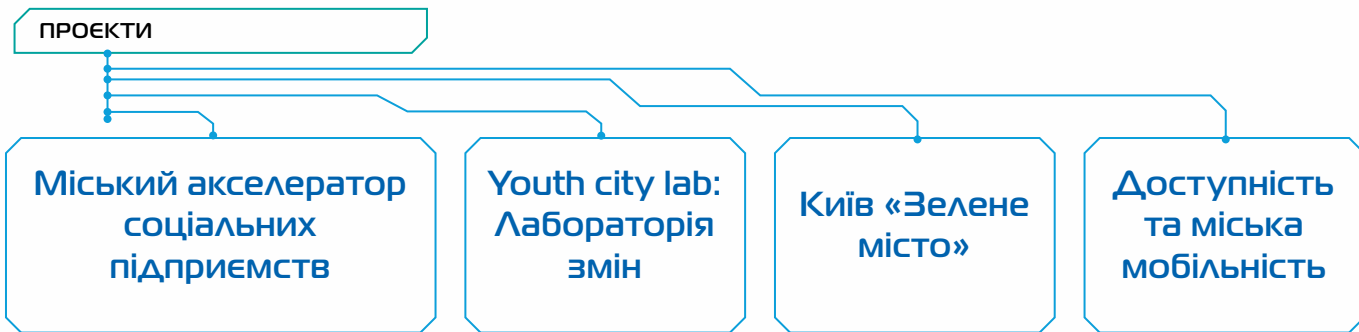 ПРОЄКТИ
Міський акселератор
соціальних
підприємств
Youth city lab:
Лабораторія
змін
Київ «Зелене
місто»
Доступність
та міська
мобільність